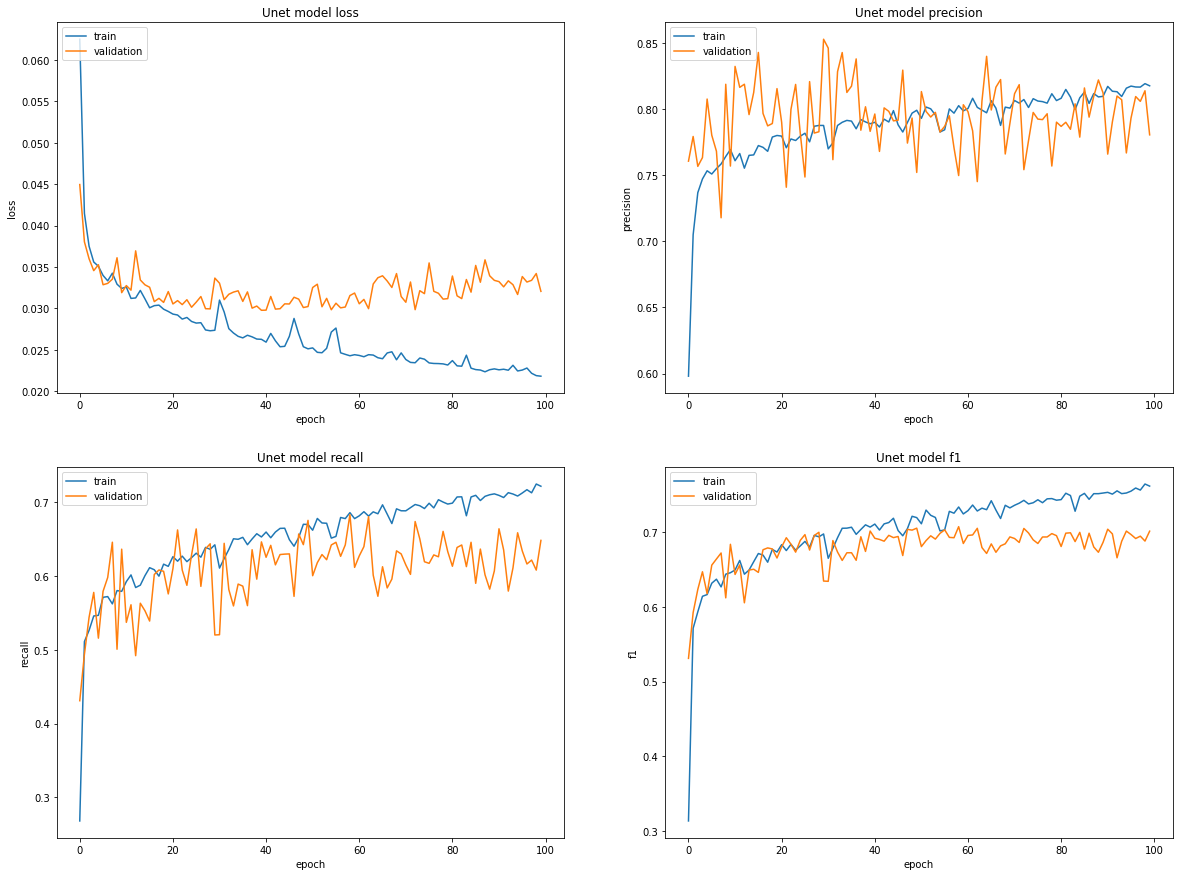 Unet model loss
train
validation
0.060
0.055
0.050
0.045
0.040
0.035
0.030
0.025
0.020
loss
0 20 40 60 80 100
epoch
Unet model precision
train
validation
0.85
0.80
0.75
0.70
0.65
0.60
precision
0 20 40 60 80 100
epoch
Unet model recall
train
validation
0.7
0.6
0.5
0.4
0.3
recall
0 20 40 60 80 100
epoch
Unet model f1
train
validation
0.7
0.6
0.5
0.4
0.3
f1
0 20 40 60 80 100
epoch